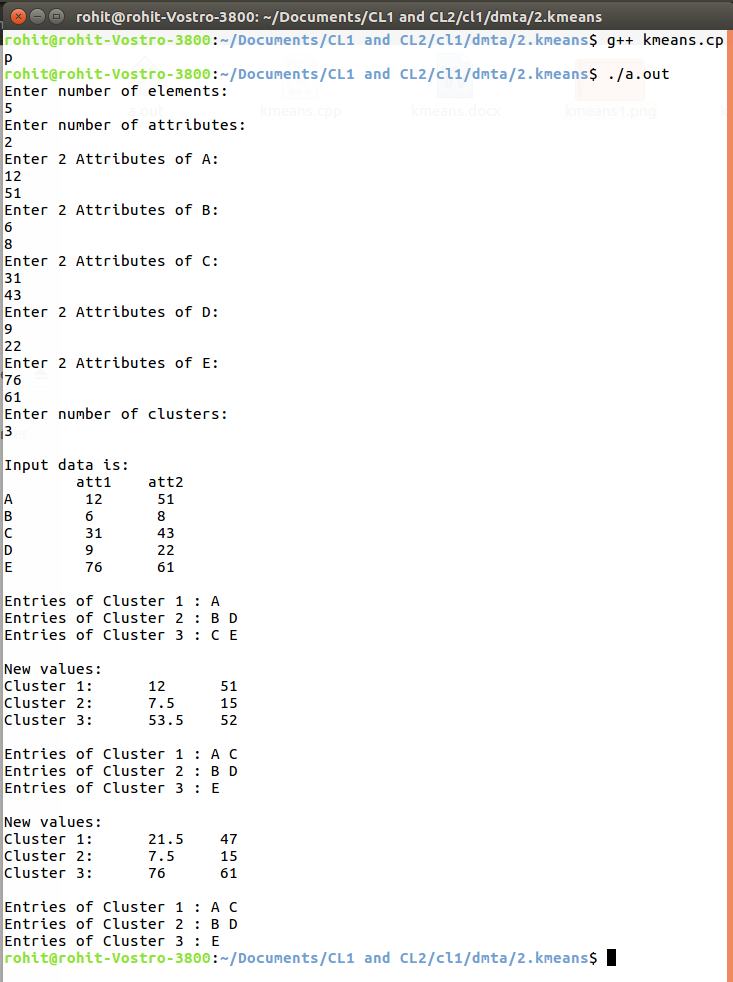 rohit@rohit-Vostro-3800: ~/Documents/CL1 and CL2/cl1/dmta/2.kmeans
rohit@rohit-Vostro-3800:~/Documents/CL1 and CL2/cl1/dmta/2.kmeans$ g++ kmeans.cp
p
rohit@rohit-Vostro-3800:~/Documents/CL1 and CL2/cl1/dmta/2.kmeans$ ./a.out
Enter number of elements:
5
a.out kmeans.cpp kmeans.docx kmeans1.png
Enter number of attributes:
2
Enter 2 Attributes of A:
12
51
Enter 2 Attributes of B:
6
8
Enter 2 Attributes of C:
31
43
Enter 2 Attributes of D:
9
22
Enter 2 Attributes of E:
76
61
Enter number of clusters:
3
Input data is:
att1 att2
A 12 51
B 6 8
C 31 43
D 9 22
E 76 61
Entries of Cluster 1 : A
Entries of Cluster 2 : B D
Entries of Cluster 3 : C E
New values:
Cluster 1: 12 51
Cluster 2: 7.5 15
Cluster 3: 53.5 52
Entries of Cluster 1 : A C
Entries of Cluster 2 : B D
Entries of Cluster 3 : E
New values:
Cluster 1: 21.5 47
Cluster 2: 7.5 15
Cluster 3: 76 61
Entries of Cluster 1 : A C
Entries of Cluster 2 : B D
Entries of Cluster 3 : E
rohit@rohit-Vostro-3800:~/Documents/CL1 and CL2/cl1/dmta/2.kmeans$